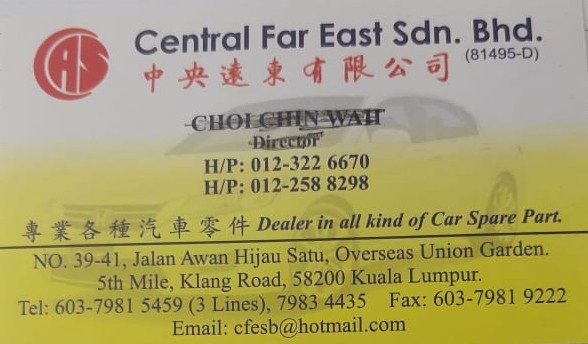 CAS
Central Far East Sdn. Bhd.
(81495-D)
中央遠東有限公司
CHOI CHIN WAH
Director
H/P: 012-322 6670
H/P: 012-258 8298
專業各種汽車零件 Dealer in all kind of Car Spare Part.
NO. 39-41, Jalan Awan Hijau Satu, Overseas Union Garden.
5th Mile, Klang Road, 58200 Kuala Lumpur.
Tel: 603-7981 5459 (3 Lines), 7983 4435 Fax: 603-7981 9222
Email: cfesb@hotmail.com